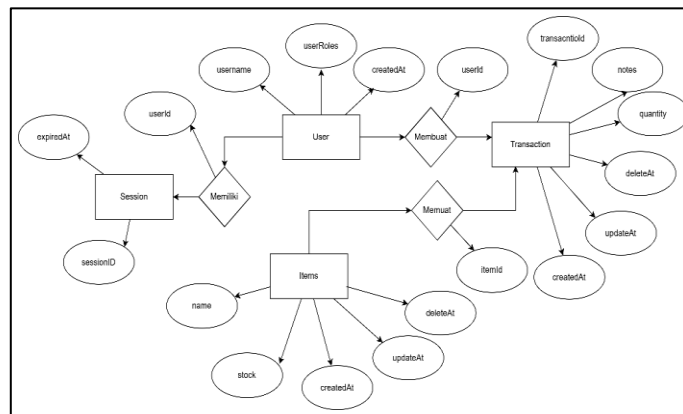 transacntioId
userRoles
notes
username
createdAt
userId
userId
quantity
expiredAt
User
Membuat
Transaction
deleteAt
Session
Memiliki
Memuat
updateAt
sessionID
itemId
Items
createdAt
name
deleteAt
updateAt
stock
createdAt